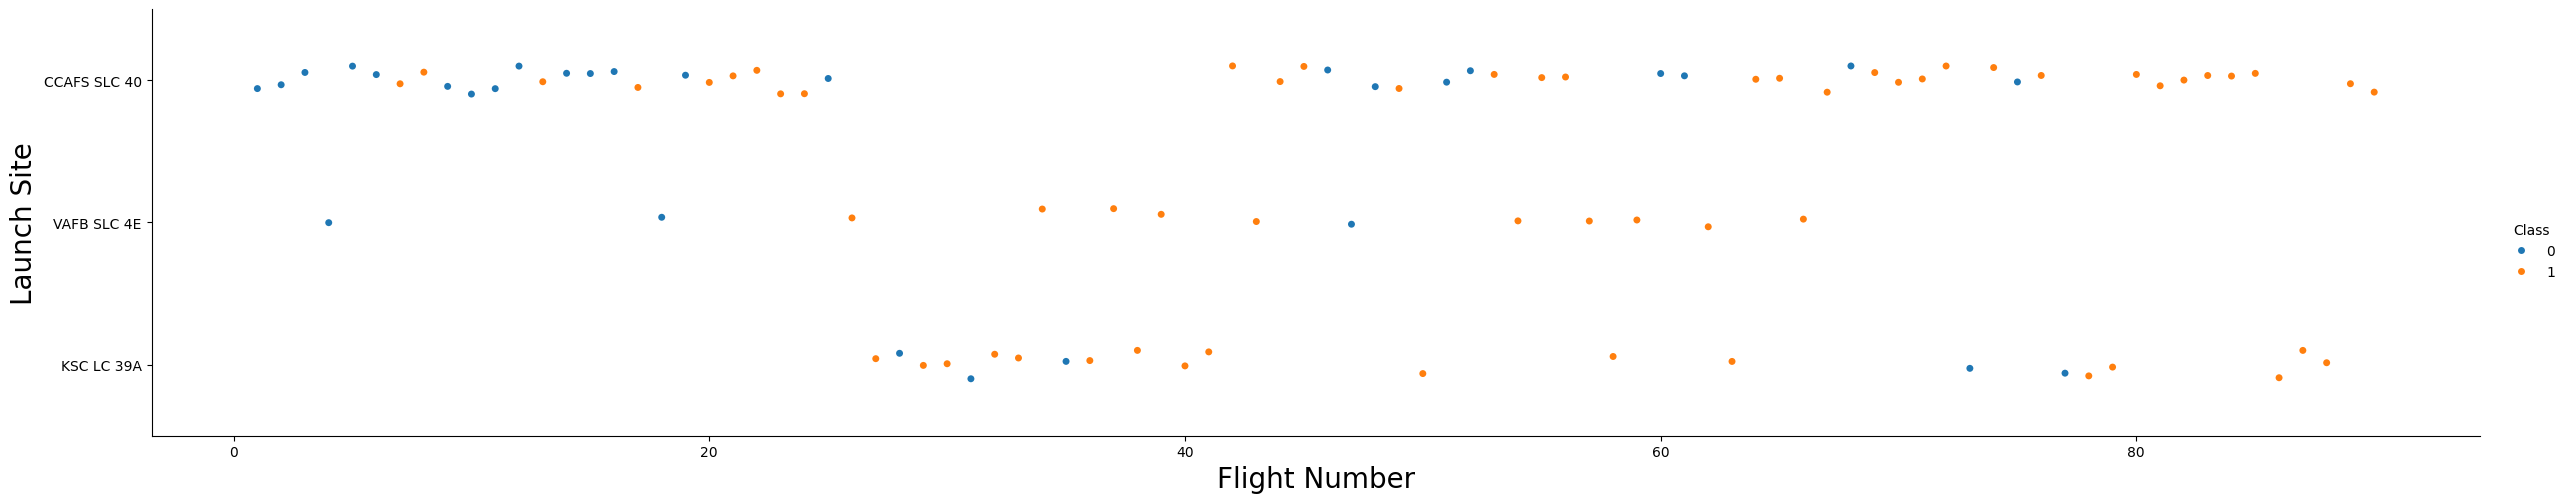 Launch Site
CCAFS SLC 40
VAFB SLC 4E
KSC LC 39A
0 20 40 60 80
Flight Number
Class
0
1